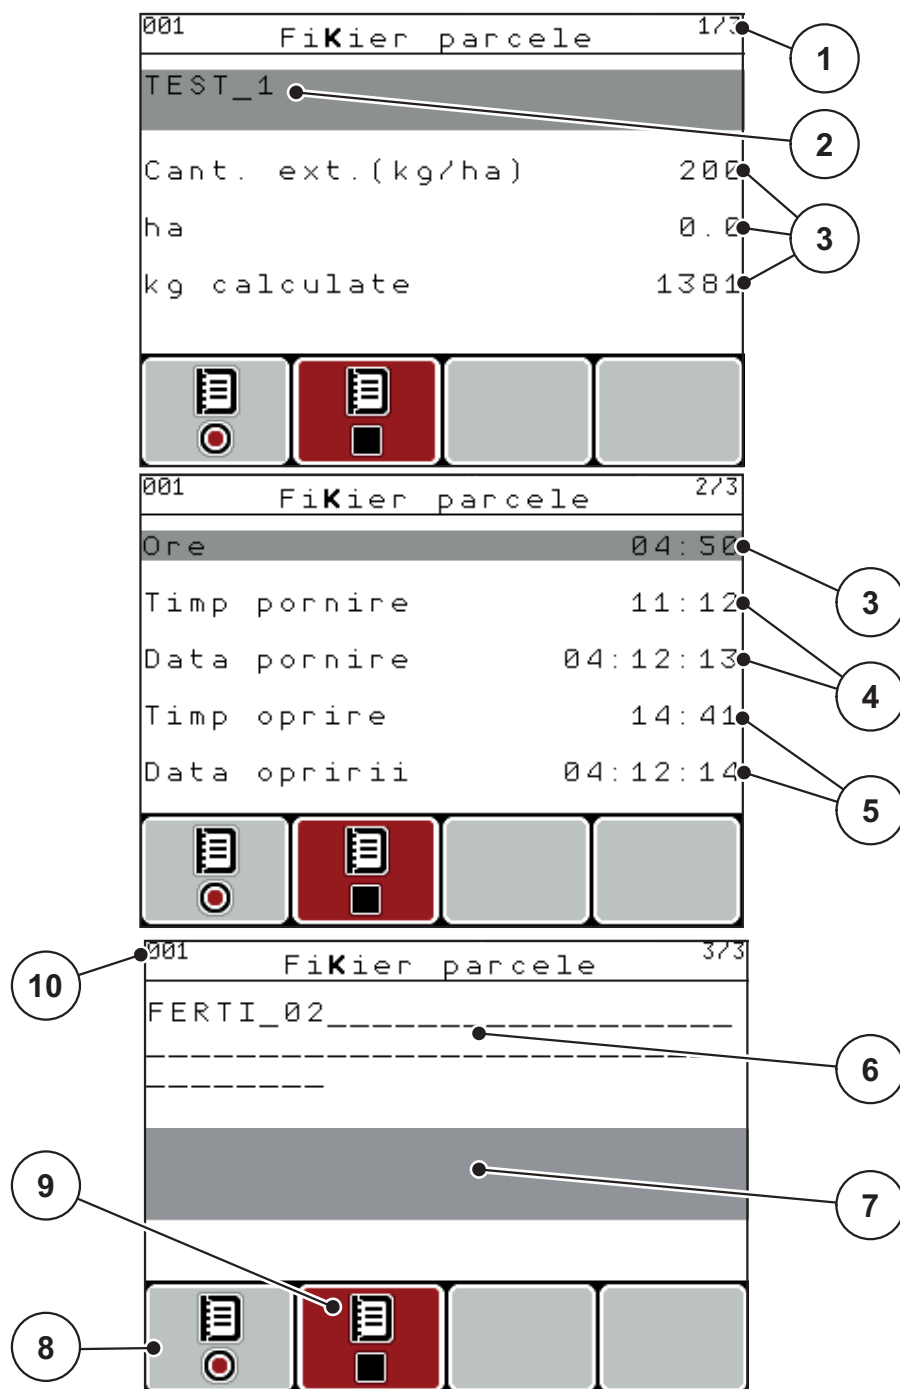 001 FiKier parcele 1/3
1
TEST_1
2
Cant. ext.(kg/ha) 200
ha 0.0
3
kg calculate 1381
001 FiKier parcele 2/3
Ore 04:50
3
Timp pornire 11:12
Data pornire 04:12:13
4
Timp oprire 14:41
Data opririi 04:12:14
5
001 FiKier parcele 3/3
10
FERTI_02__________________
_________________________
________
6
9
7
8